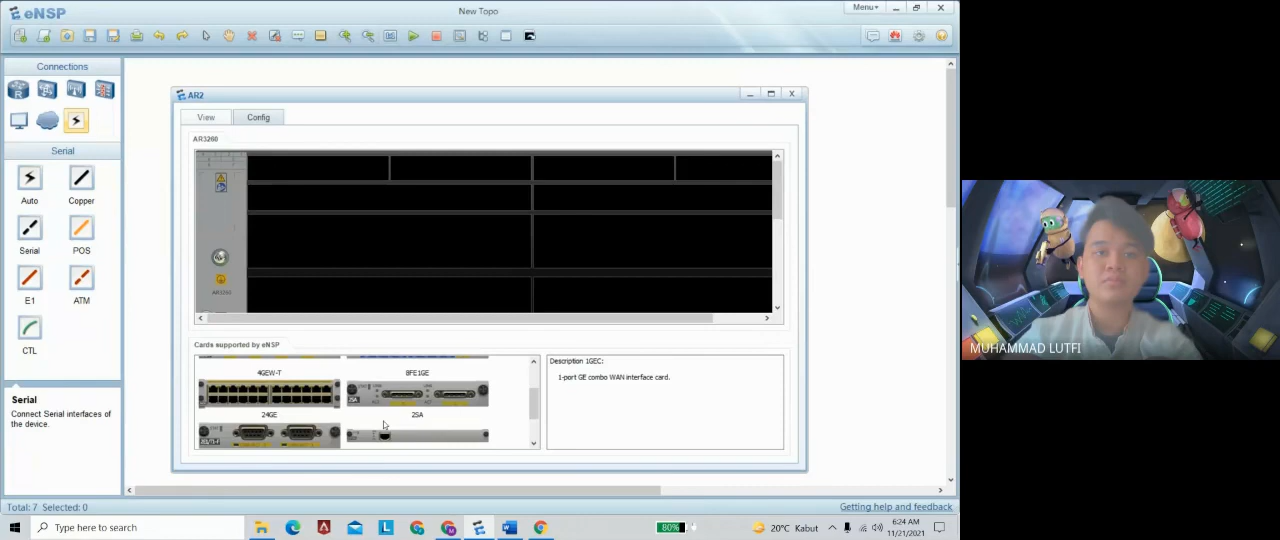 eNSP
New Topo
Menu
Connections
Serial
Auto
Copper
Serial
POS
E1
ATM
CTL
Serial
Connect Serial interfaces of
the device.
AR2
View
Config
AR3260
AR3260
Cards supported by eNSP
4GEW-T
8FE1GE
2SA
24GE
2SA
Description 1GEC:
1-port GE combo WAN interface card.
MUHAMMAD LUTFI
Total: 7 Selected: 0
Getting help and feedback
Type here to search
80%
20°C Kabut
6:24 AM
11/21/2021